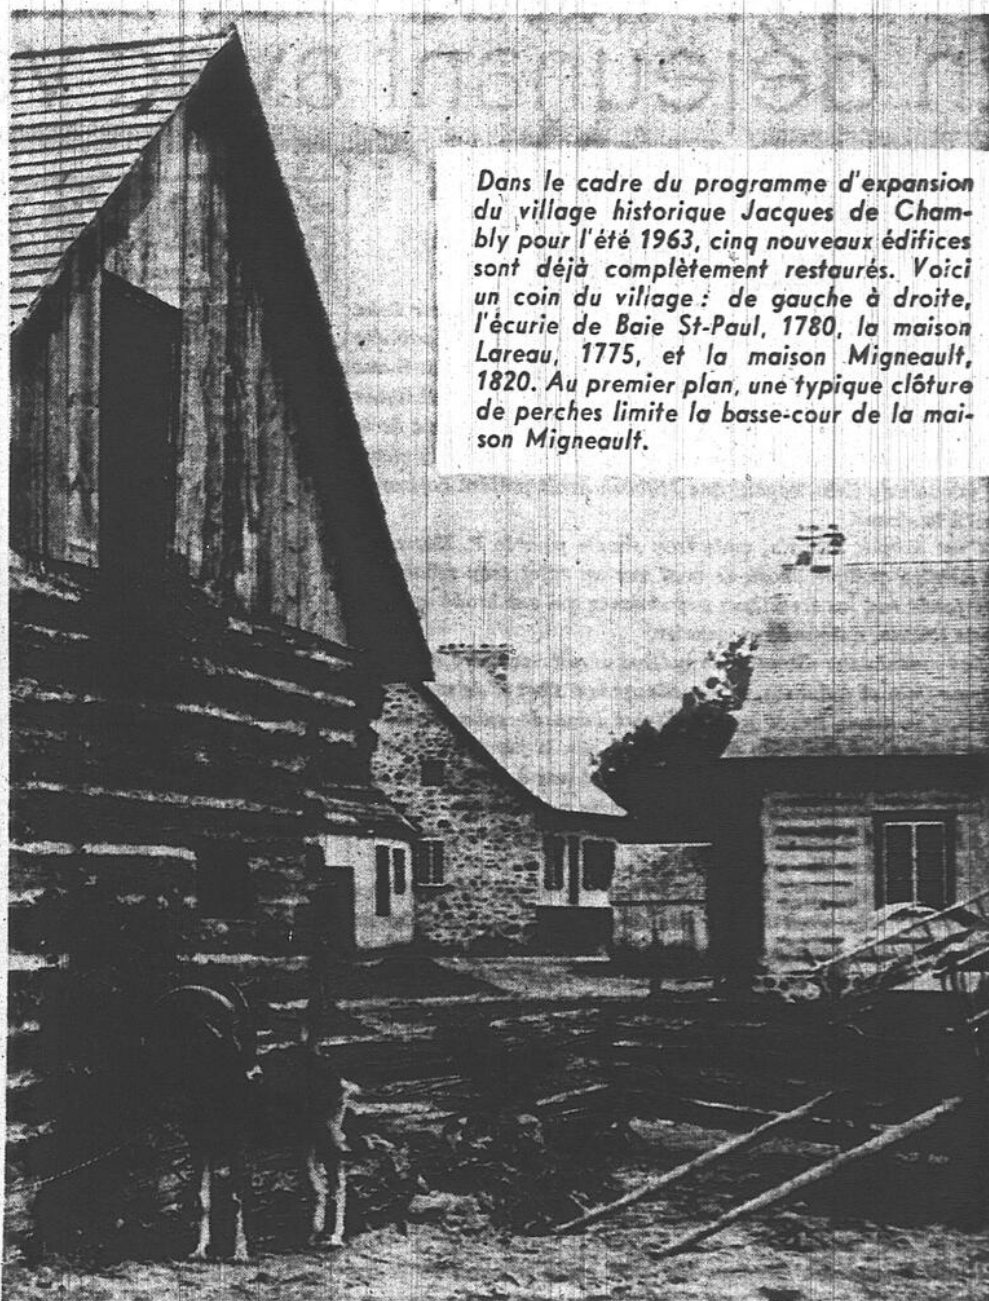 Dans le cadre du programme d'expansion
du village historique Jacques de Cham-
bly pour l'été 1963, cinq nouveaux édifices
sont déjà complètement restaurés. Voici
un coin du village : de gauche à droite,
l'écurie de Baie St-Paul, 1780, la maison
Lareau, 1775, et la maison Migneault,
1820. Au premier plan, une typique clôture
de perches limite la basse-cour de la mai-
son Migneault.